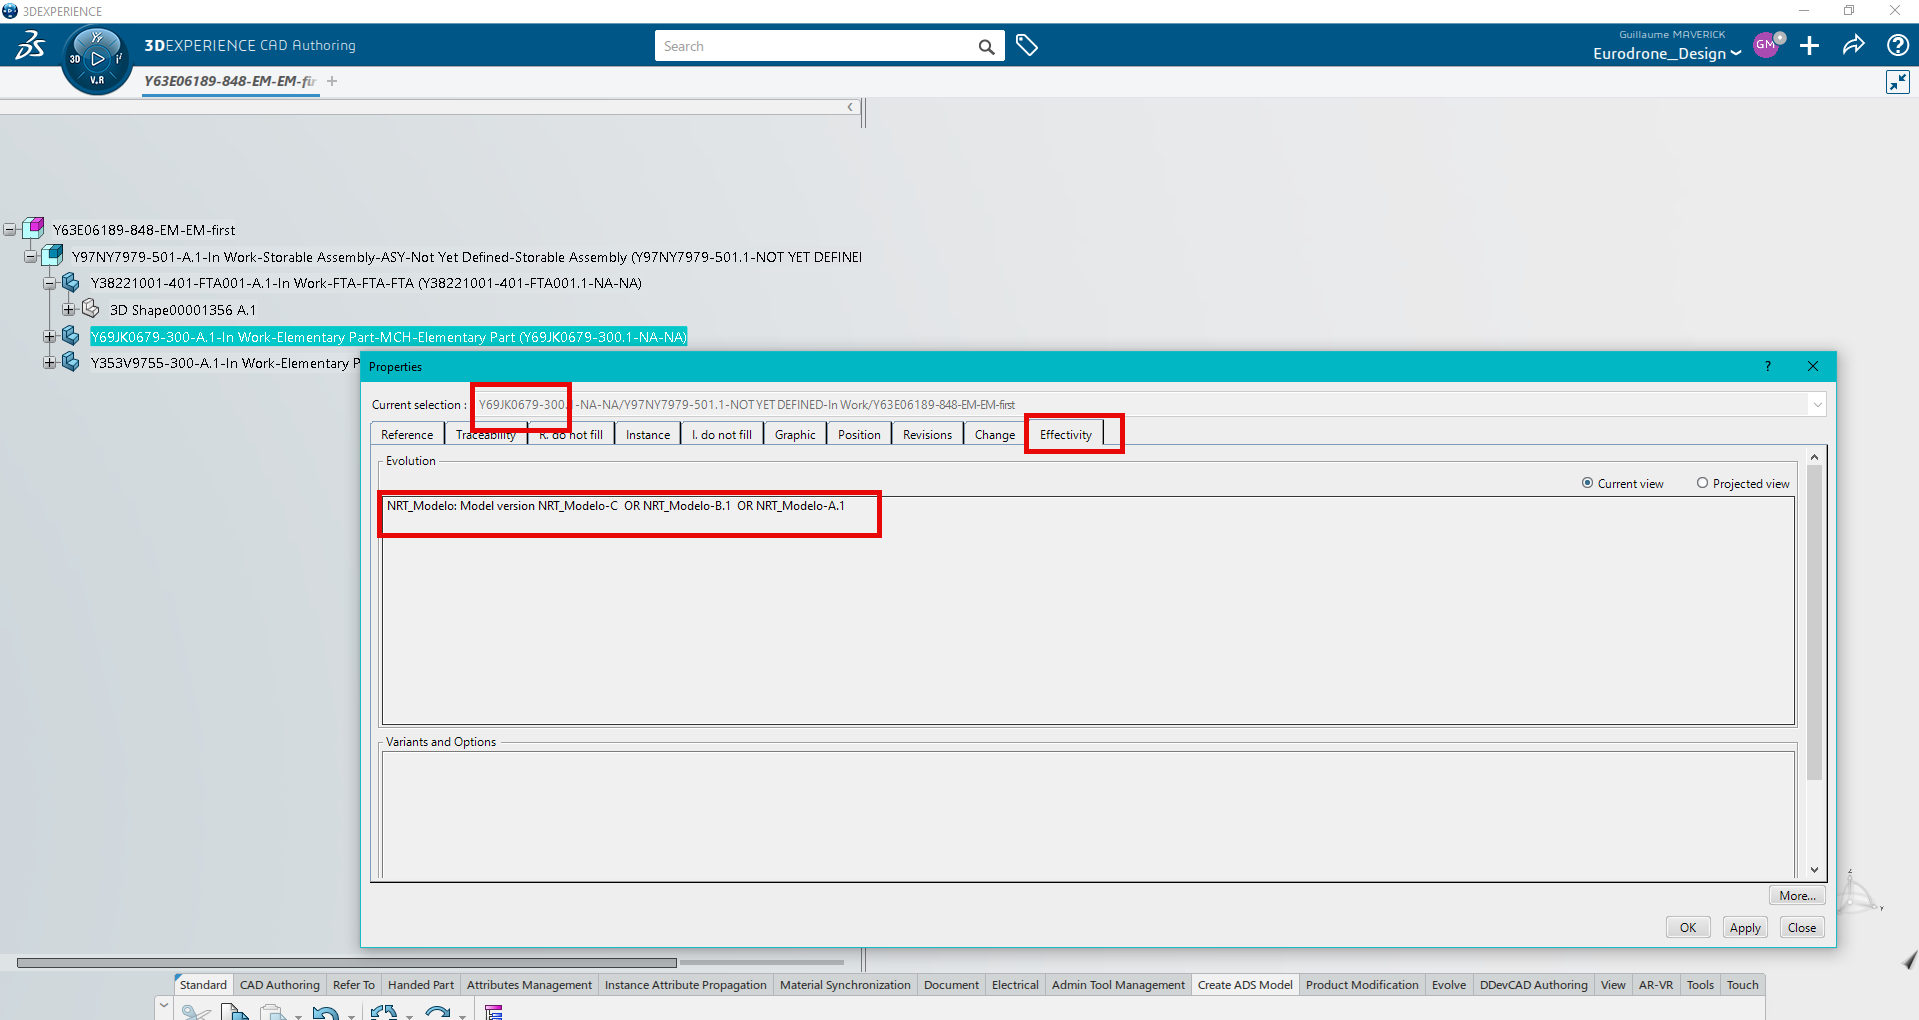 3DEXPERIENCE
3DEXPERIENCE CAD Authoring
Search
Guillaume MAVERICK
Eurodrone_Design
GM
3D
V.R
Y63E06189-848-EM-EM-fir
Y63E06189-848-EM-EM-first
Y97NY7979-501-A.1-In Work-Storable Assembly-ASY-Not Yet Defined-Storable Assembly (Y97NY7979-501.1-NOT YET DEFINEI
Y38221001-401-FTA001-A.1-In Work-FTA-FTA-FTA (Y38221001-401-FTA001.1-NA-NA)
3D Shape00001356 A.1
Y69JK0679-300-A.1-In Work-Elementary Part-MCH-Elementary Part (Y69JK0679-300.1-NA-NA)
Y353V9755-300-A.1-In Work-Elementary P
Properties
?
Current selection : Y69JK0679-300.1-NA-NA/Y97NY7979-501.1-NOT YET DEFINED-In Work/Y63E06189-848-EM-EM-first
Reference Traceability R. do not fill Instance I. do not fill Graphic Position Revisions Change Effectivity
Evolution
Current view Projected view
NRT_Modelo: Model version NRT_Modelo-C OR NRT_Modelo-B.1 OR NRT_Modelo-A.1
Variants and Options
More...
OK Apply Close
Standard CAD Authoring Refer To Handed Part Attributes Management Instance Attribute Propagation Material Synchronization Document Electrical Admin Tool Management Create ADS Model Product Modification Evolve DDevCAD Authoring View AR-VR Tools Touch